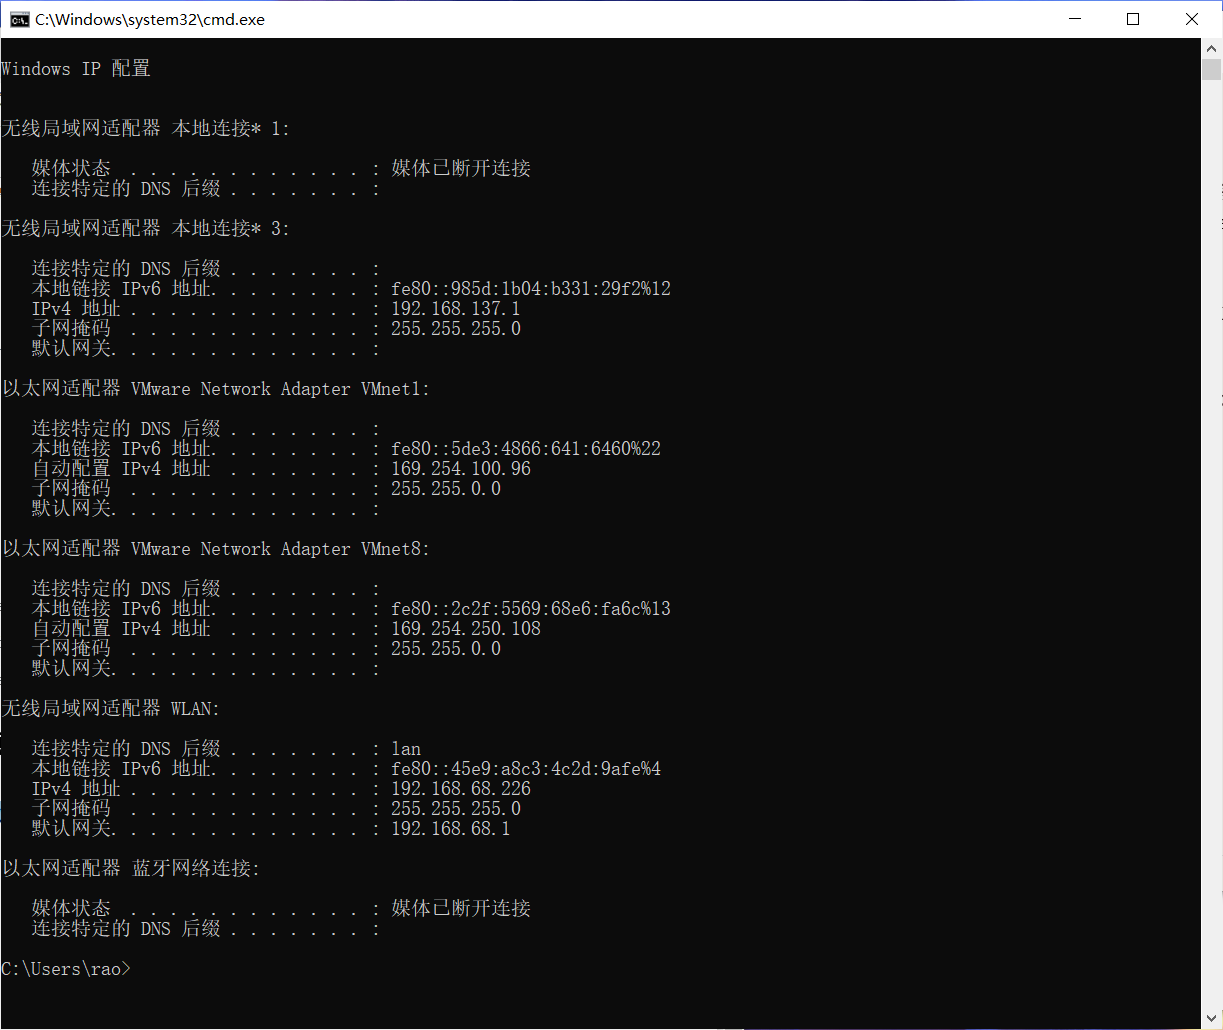 C:\Windows\system32\cmd.exe
Windows IP 配置
无线局域网适配器 本地连接* 1:
媒体状态  . . . . . . . . . . . . : 媒体已断开连接
连接特定的 DNS 后缀 . . . . . . . :
无线局域网适配器 本地连接* 3:
连接特定的 DNS 后缀 . . . . . . . :
本地链接 IPv6 地址. . . . . . . . : fe80::985d:1b04:b331:29f2%12
IPv4 地址 . . . . . . . . . . . . : 192.168.137.1
子网掩码  . . . . . . . . . . . . : 255.255.255.0
默认网关. . . . . . . . . . . . . :
以太网适配器 VMware Network Adapter VMnet1:
连接特定的 DNS 后缀 . . . . . . . :
本地链接 IPv6 地址. . . . . . . . : fe80::5de3:4866:641:6460%22
自动配置 IPv4 地址  . . . . . . . : 169.254.100.96
子网掩码  . . . . . . . . . . . . : 255.255.0.0
默认网关. . . . . . . . . . . . . :
以太网适配器 VMware Network Adapter VMnet8:
连接特定的 DNS 后缀 . . . . . . . :
本地链接 IPv6 地址. . . . . . . . : fe80::2c2f:5569:68e6:fa6c%13
自动配置 IPv4 地址  . . . . . . . : 169.254.250.108
子网掩码  . . . . . . . . . . . . : 255.255.0.0
默认网关. . . . . . . . . . . . . :
无线局域网适配器 WLAN:
连接特定的 DNS 后缀 . . . . . . . : lan
本地链接 IPv6 地址. . . . . . . . : fe80::45e9:a8c3:4c2d:9afe%4
IPv4 地址 . . . . . . . . . . . . : 192.168.68.226
子网掩码  . . . . . . . . . . . . : 255.255.255.0
默认网关. . . . . . . . . . . . . : 192.168.68.1
以太网适配器 蓝牙网络连接:
媒体状态  . . . . . . . . . . . . : 媒体已断开连接
连接特定的 DNS 后缀 . . . . . . . :
C:\Users\rao>